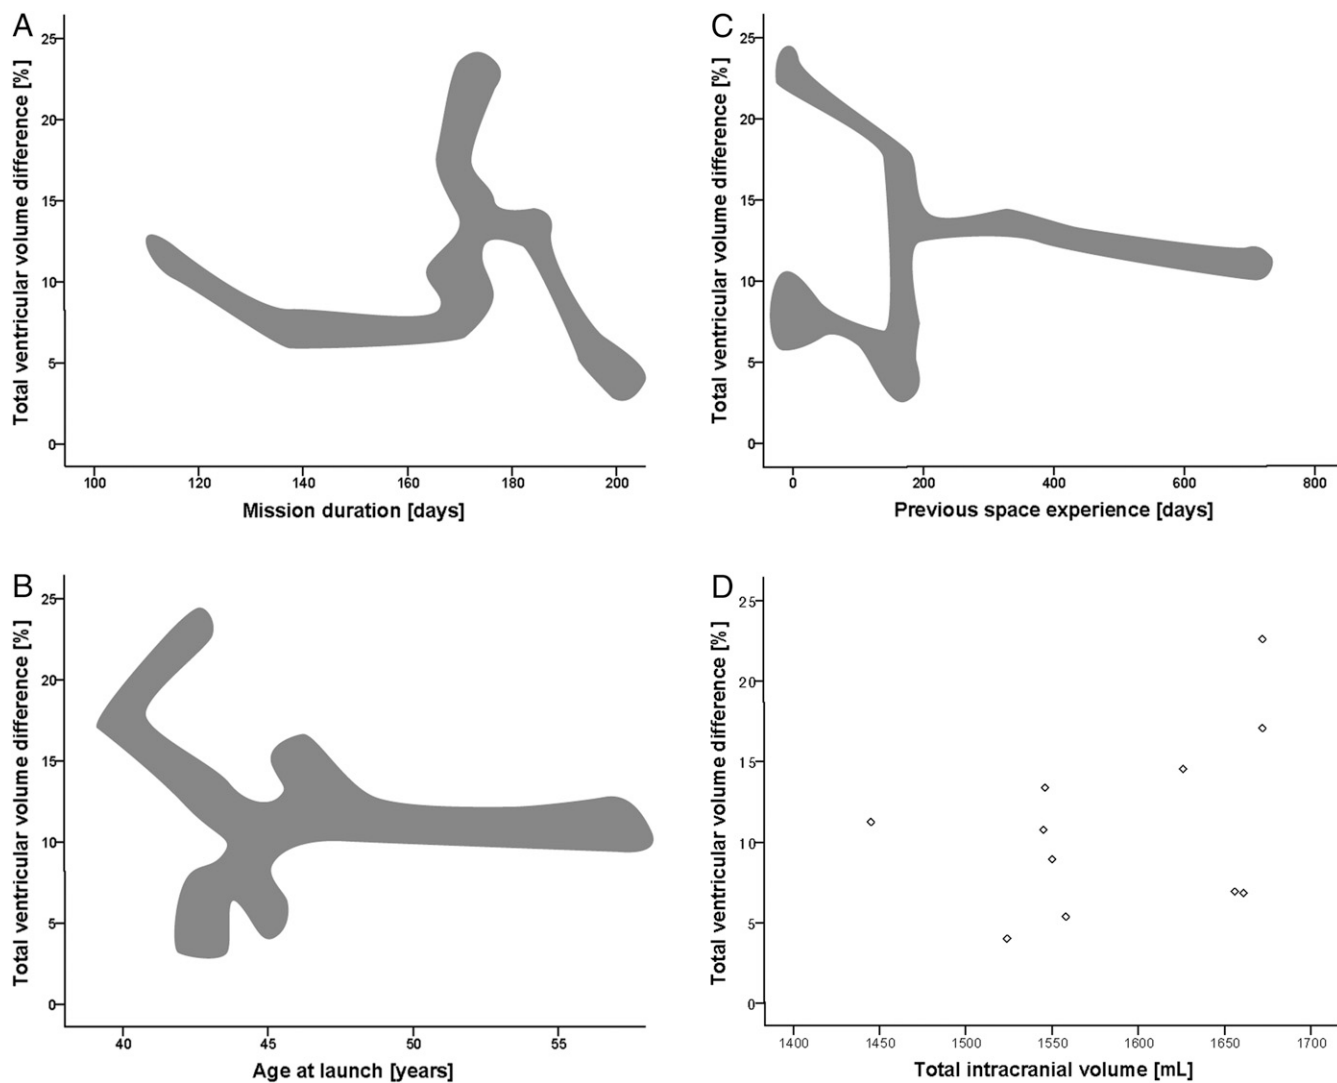 A
Total ventricular volume difference [%]
25
20
15
10
5
0
100 120 140 160 180 200
Mission duration [days]
C
Total ventricular volume difference [%]
25
20
15
10
5
0
0 200 400 600 800
Previous space experience [days]
B
Total ventricular volume difference [%]
25
20
15
10
5
0
40 45 50 55
Age at launch [years]
D
Total ventricular volume difference [%]
25
20
15
10
5
0
1400 1450 1500 1550 1600 1650 1700
Total intracranial volume [mL]